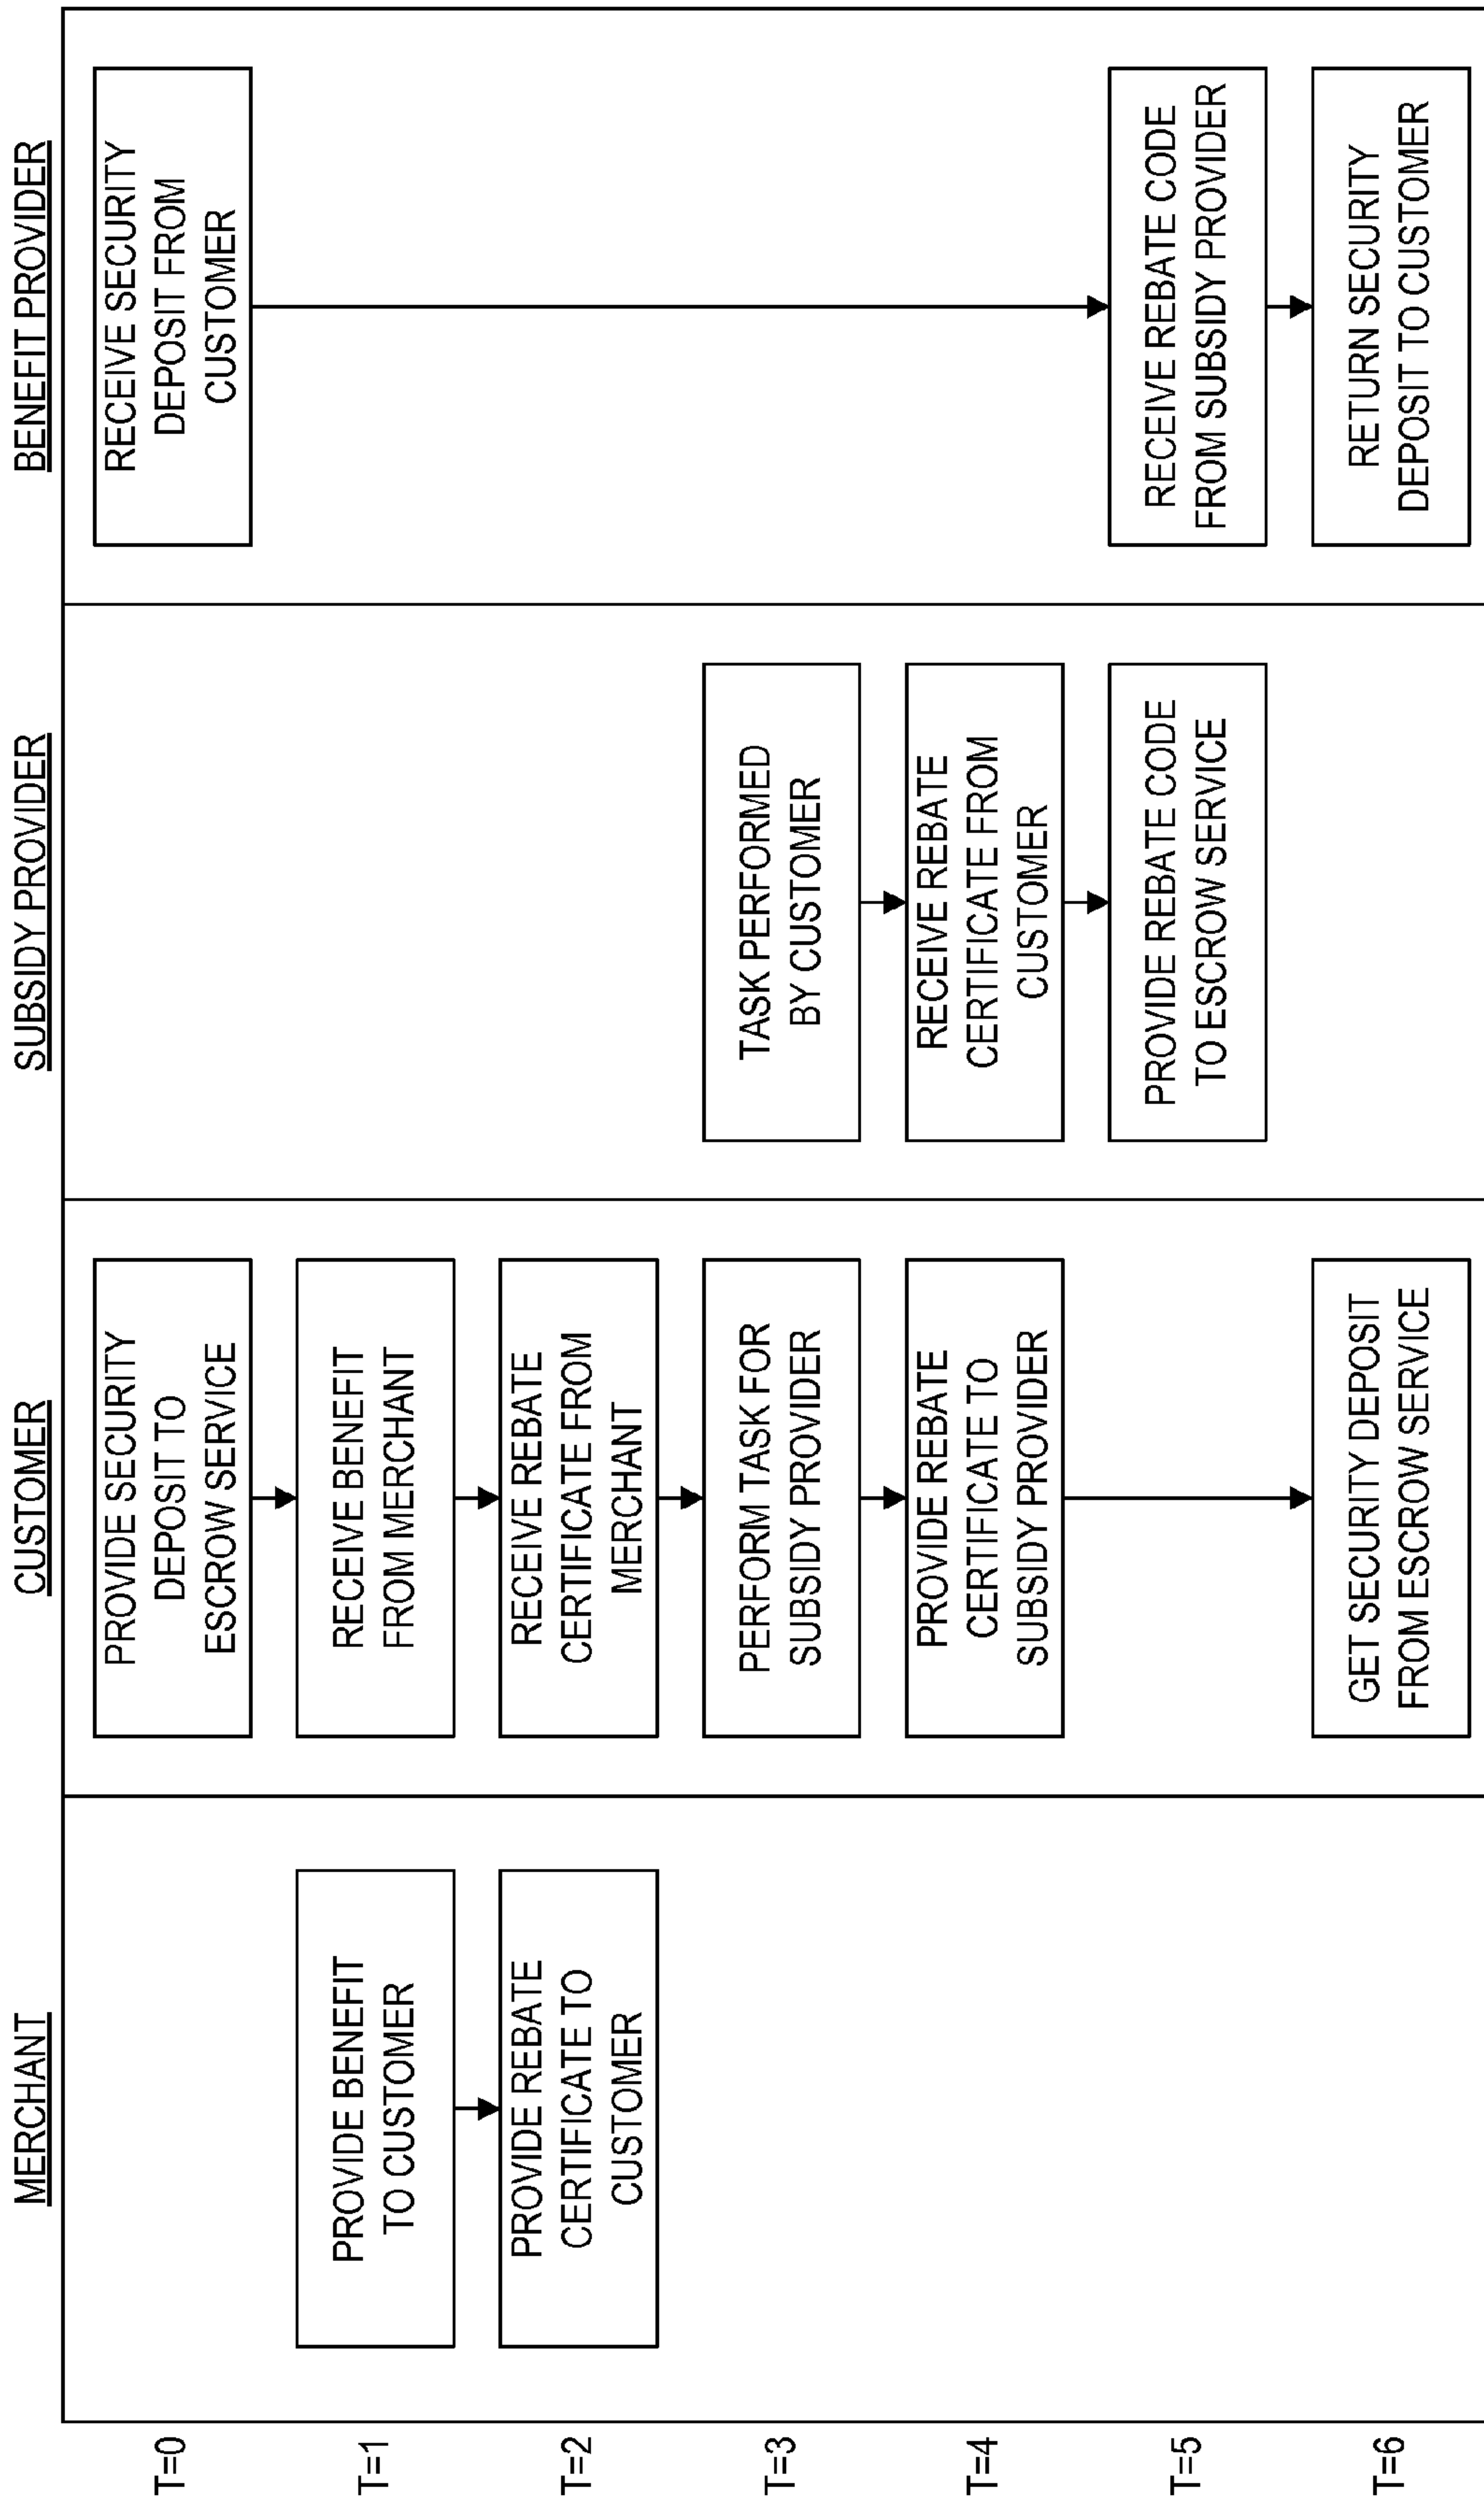 MERCHANT
CUSTOMER
SUBSIDY PROVIDER
BENEFIT PROVIDER
T=0
PROVIDE SECURITY
DEPOSIT TO
ESCROW SERVICE
RECEIVE SECURITY
DEPOSIT FROM
CUSTOMER
T=1
PROVIDE BENEFIT
TO CUSTOMER
RECEIVE BENEFIT
FROM MERCHANT
T=2
PROVIDE REBATE
CERTIFICATE TO
CUSTOMER
RECEIVE REBATE
CERTIFICATE FROM
MERCHANT
T=3
PERFORM TASK FOR
SUBSIDY PROVIDER
TASK PERFORMED
BY CUSTOMER
T=4
PROVIDE REBATE
CERTIFICATE TO
SUBSIDY PROVIDER
RECEIVE REBATE
CERTIFICATE FROM
CUSTOMER
T=5
PROVIDE REBATE CODE
TO ESCROW SERVICE
RECEIVE REBATE CODE
FROM SUBSIDY PROVIDER
T=6
GET SECURITY DEPOSIT
FROM ESCROW SERVICE
RETURN SECURITY
DEPOSIT TO CUSTOMER